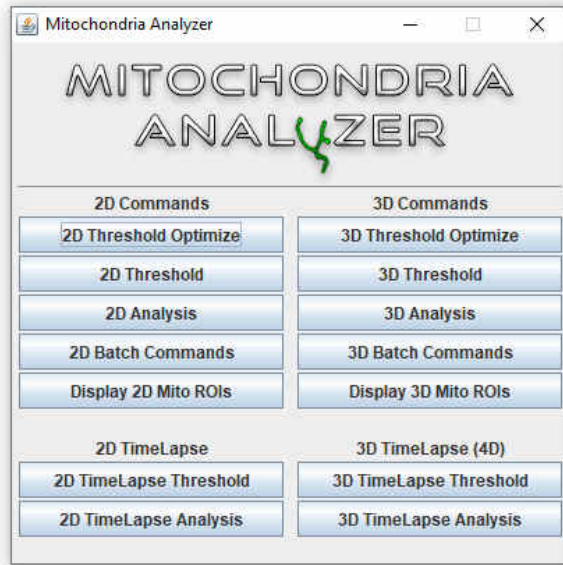 Mitochondria Analyzer
MITOCHONDRIA
ANALYZER
2D Commands
2D Threshold Optimize
2D Threshold
2D Analysis
2D Batch Commands
Display 2D Mito ROIs
3D Commands
3D Threshold Optimize
3D Threshold
3D Analysis
3D Batch Commands
Display 3D Mito ROIs
2D TimeLapse
2D TimeLapse Threshold
2D TimeLapse Analysis
3D TimeLapse (4D)
3D TimeLapse Threshold
3D TimeLapse Analysis